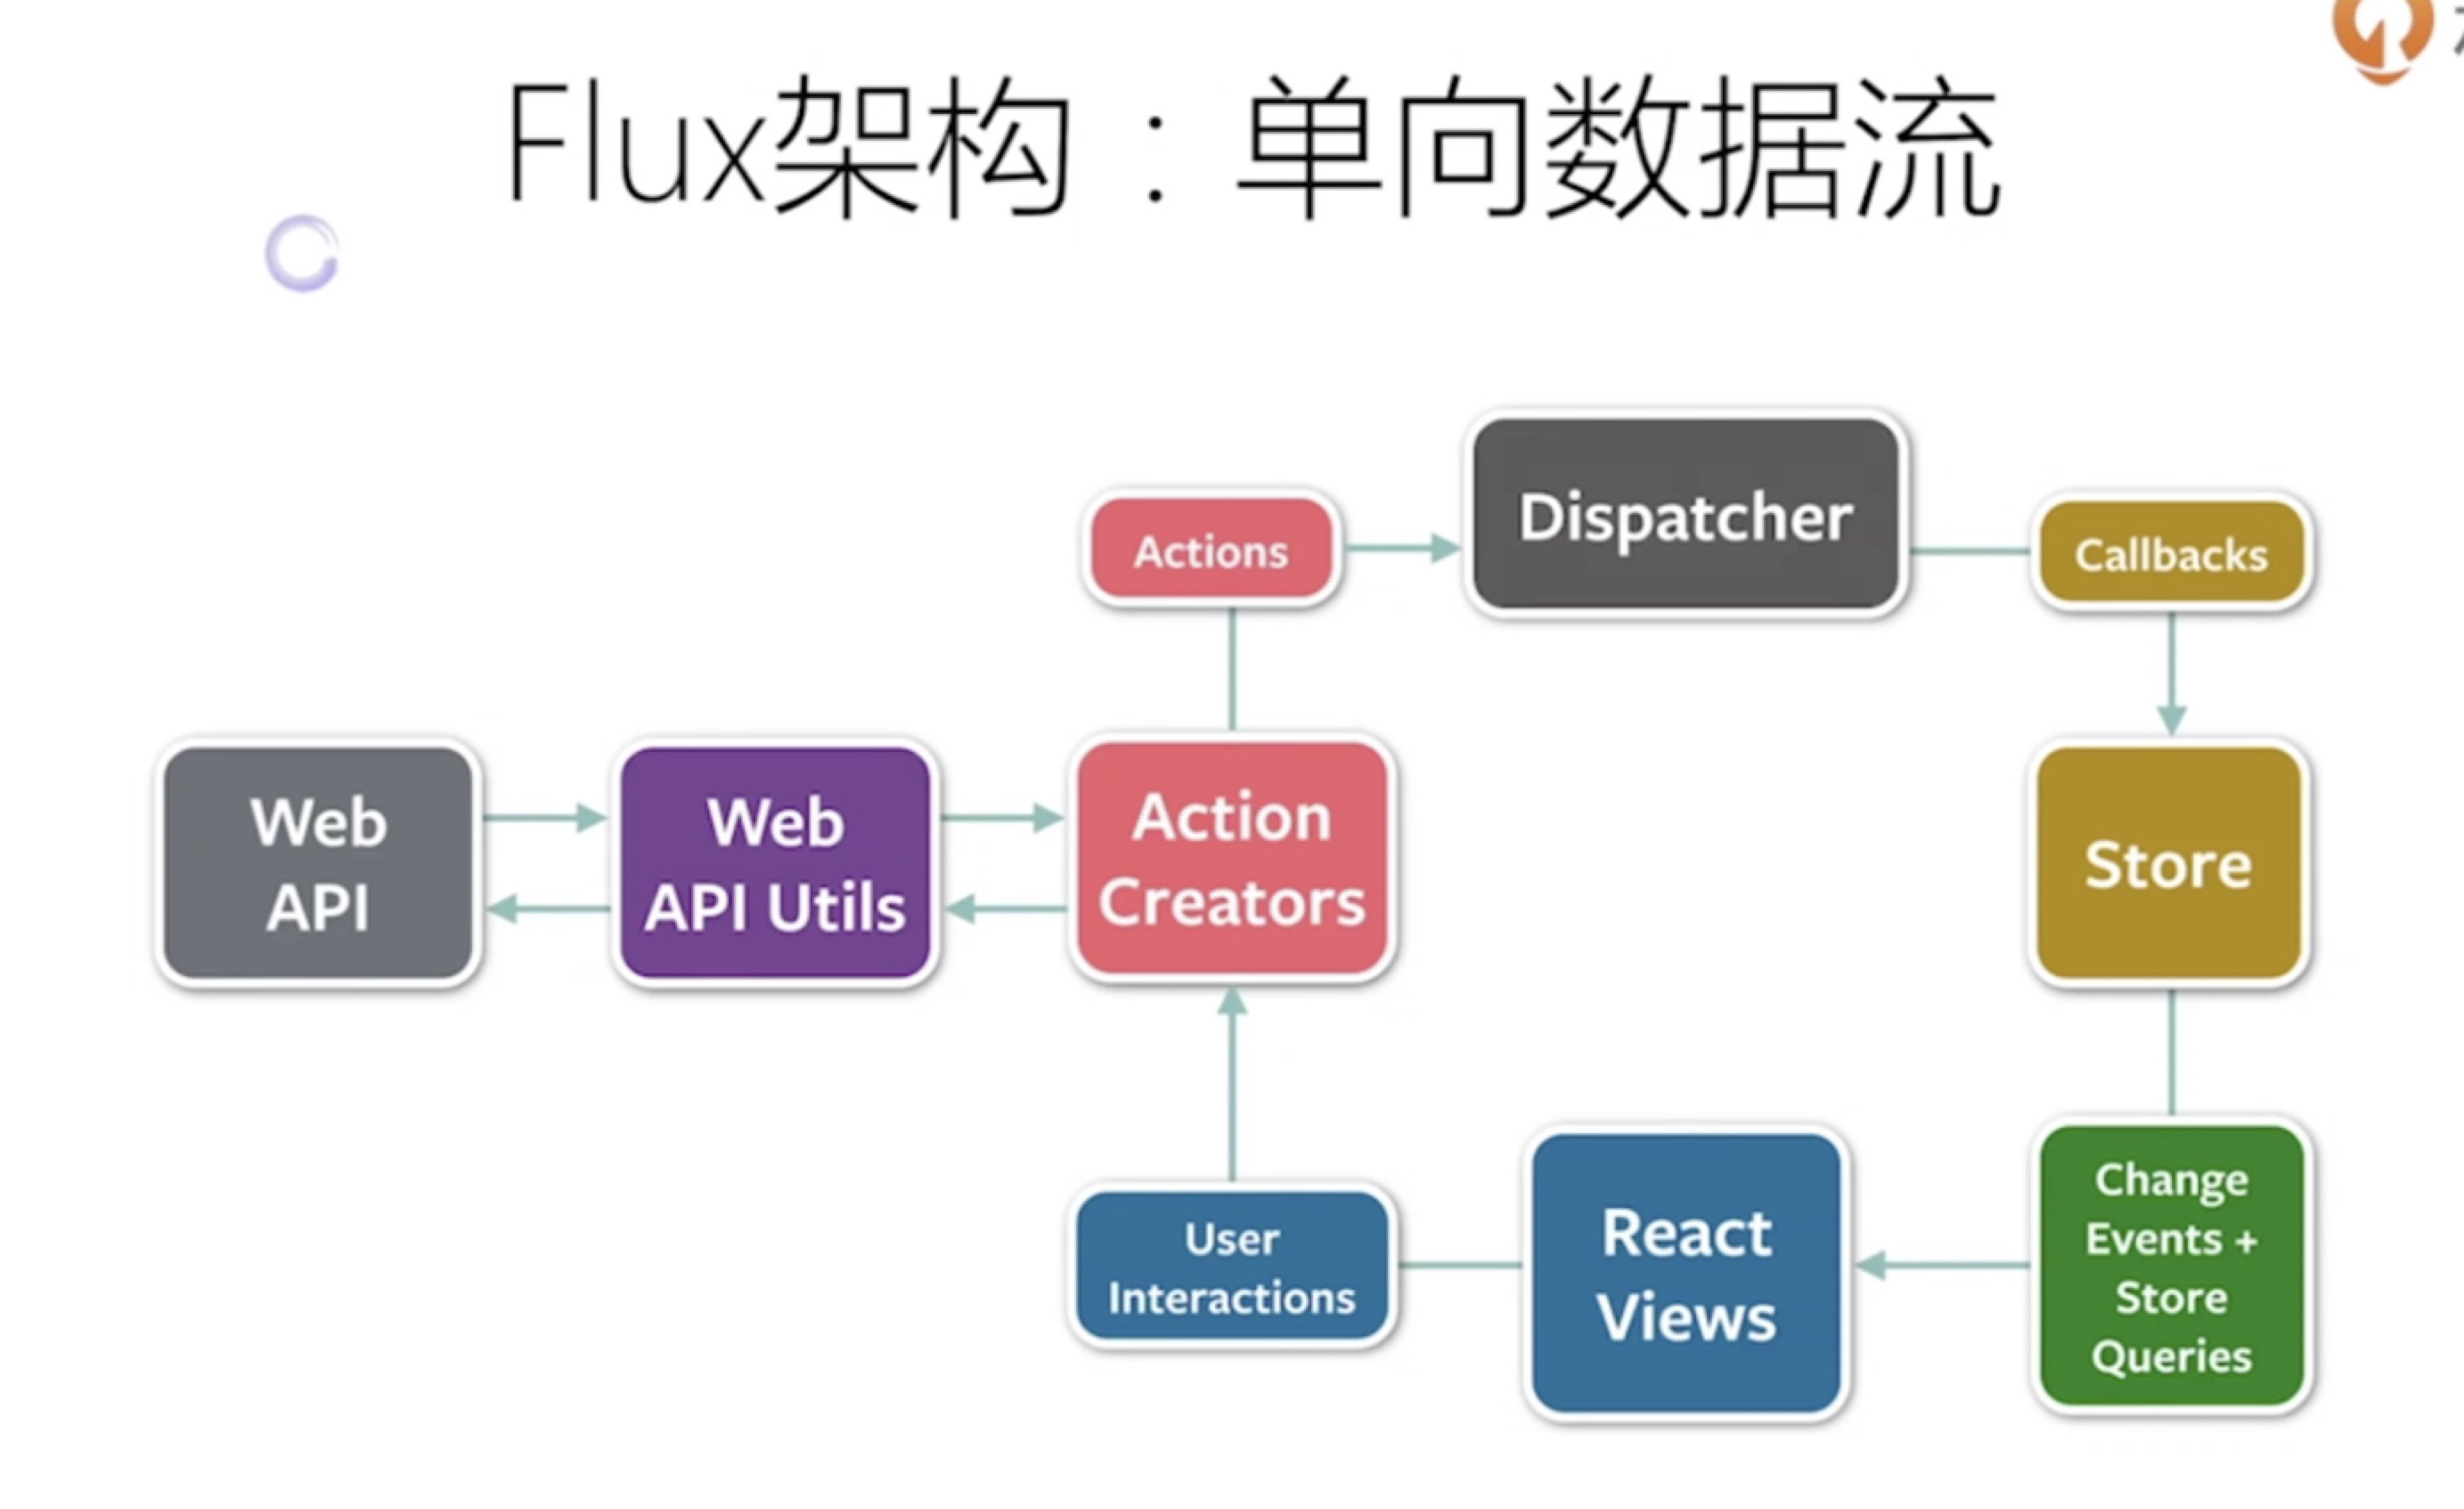 Flux架构：单向数据流
Dispatcher
Actions
Callbacks
Web
API
Web
API Utils
Action
Creators
Store
User
Interactions
React
Views
Change
Events +
Store
Queries